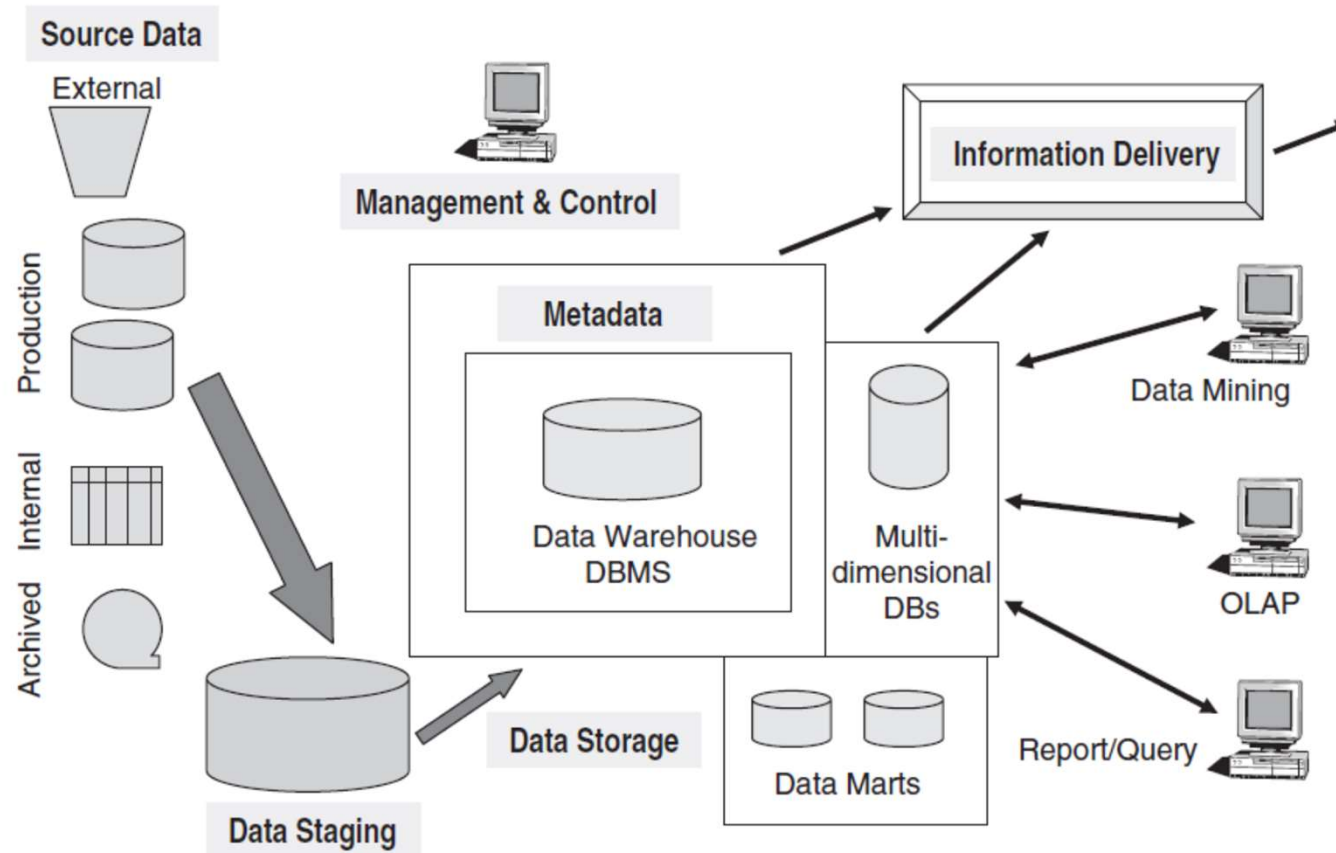 Source Data
External
Production
Internal
Archived
Management & Control
Information Delivery
Metadata
Data Warehouse
DBMS
Multi-
dimensional
DBs
Data Mining
OLAP
Report/Query
Data Storage
Data Marts
Data Staging